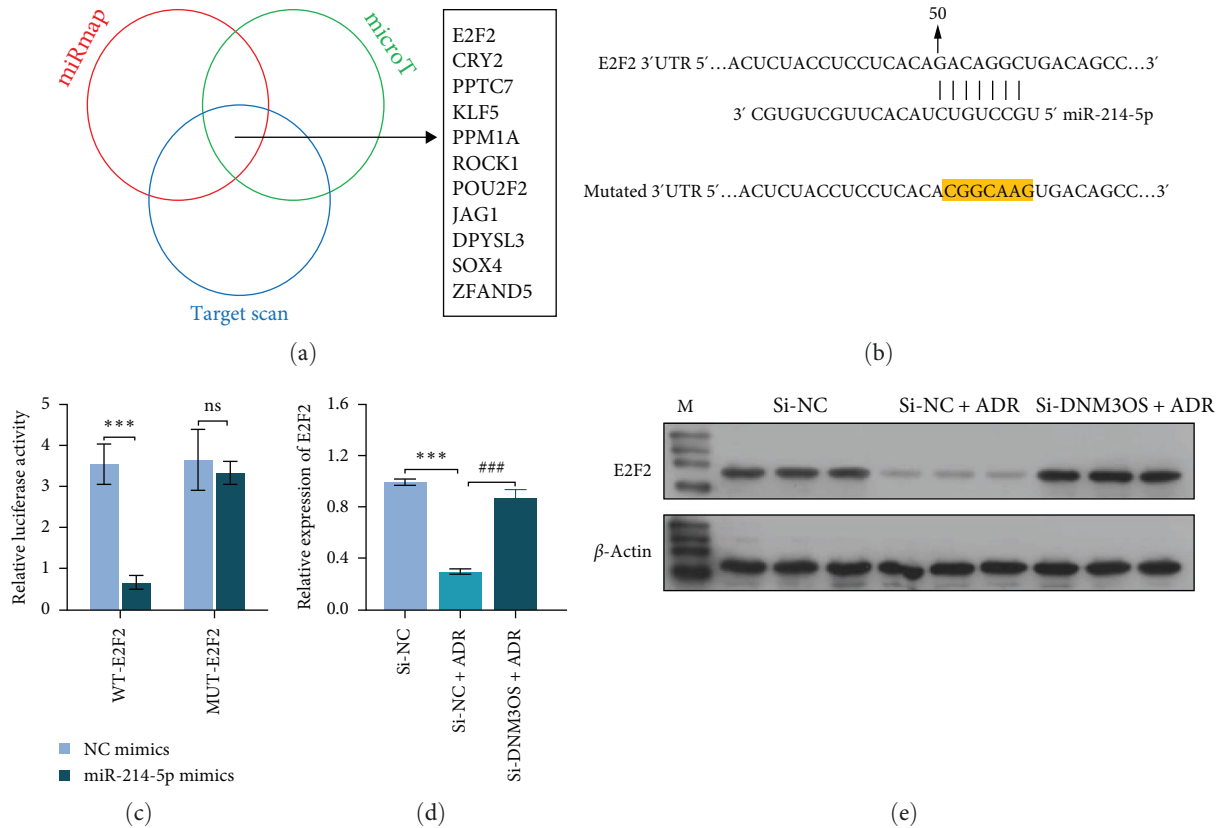 miRmap
microT
Target scan
E2F2
CRY2
PPTC7
KLF5
PPM1A
ROCK1
POU2F2
JAG1
DPYSL3
SOX4
ZFAND5
(a)
50
E2F2 3′UTR 5′…ACUCUACCUCCUCACAGACAGGCUGACAGCC…3′
3′ CGUGUCGUUCACAUCUGUCCGU 5′ miR-214-5p
Mutated 3′UTR 5′…ACUCUACCUCCUCACACGGCAAGUGACAGCC…3′
(b)
Relative luciferase activity
5
4
3
2
1
0
***
ns
WT-E2F2
MUT-E2F2
NC mimics
miR-214-5p mimics
(c)
Relative expression of E2F2
1.6
1.2
0.8
0.4
0.0
***
###
Si-NC
Si-NC + ADR
Si-DNM3OS + ADR
(d)
M Si-NC Si-NC + ADR Si-DNM3OS + ADR
E2F2
β-Actin
(e)